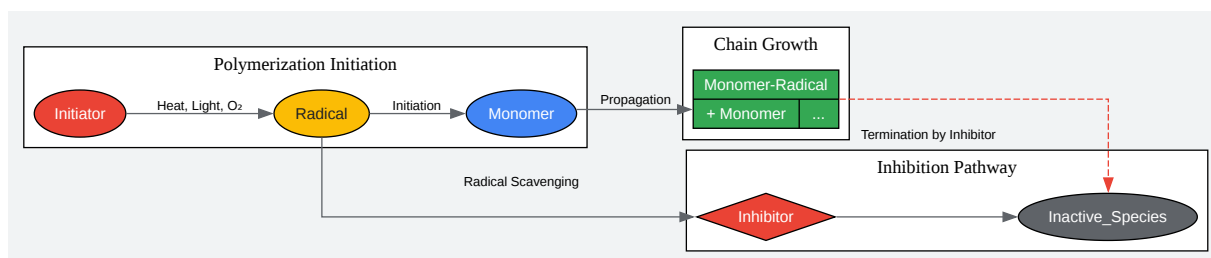 Polymerization Initiation
Initiator
Heat, Light, O₂
Radical
Initiation
Monomer
Propagation
Chain Growth
Monomer-Radical
+ Monomer
...
Termination by Inhibitor
Radical Scavenging
Inhibition Pathway
Inhibitor
Inactive_Species